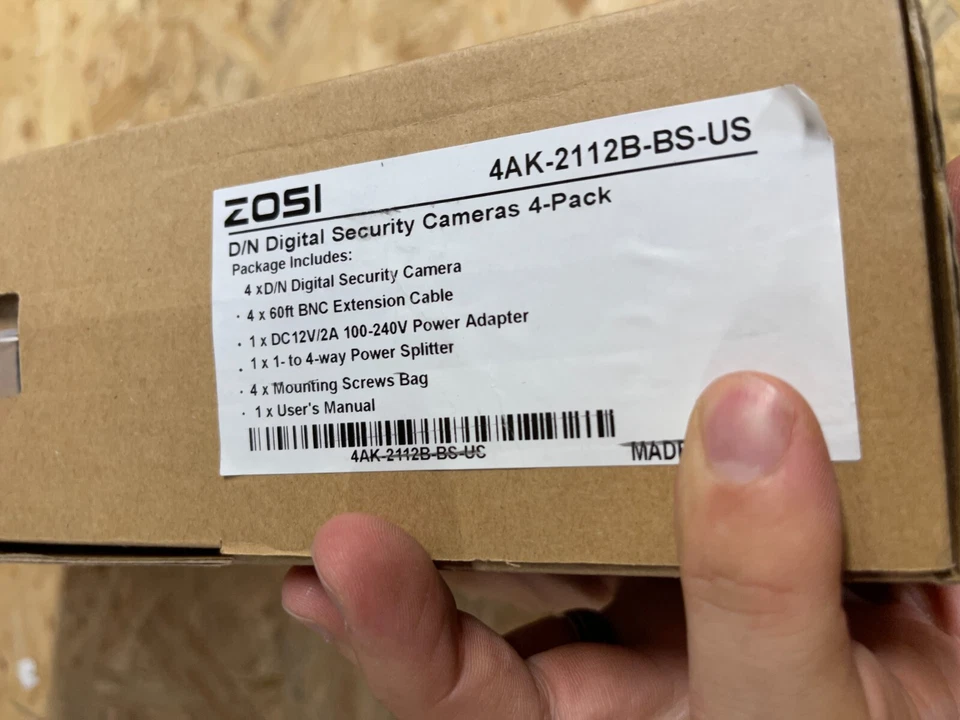 4AK-2112B-BS-US
ZOSI
D/N Digital Security Cameras 4-Pack
Package Includes:
4 xD/N Digital Security Camera
· 4 x 60ft BNC Extension Cable
· 1 x DC12V/2A 100-240V Power Adapter
· 1 x 1- to 4-way Power Splitter
· 4 x Mounting Screws Bag
· 1 x User's Manual
4AK-2112B-BS-US
MADE